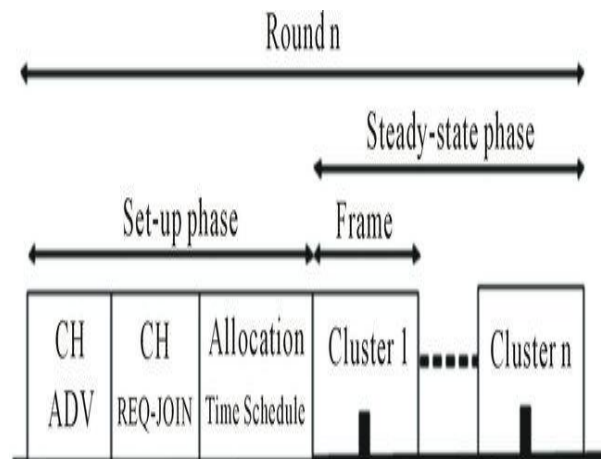 Round n
Steady-state phase
Set-up phase
Frame
CH
ADV
CH
REQ-JOIN
Allocation
Time Schedule
Cluster 1
Cluster n